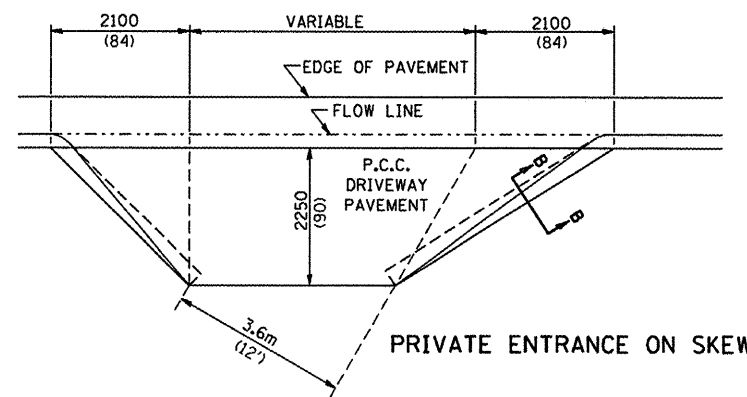 2100
(84)
VARIABLE
2100
(84)
EDGE OF PAVEMENT
FLOW LINE
P.C.C.
DRIVEWAY
PAVEMENT
2250
(90)
B
B
3.6m
(12')
PRIVATE ENTRANCE ON SKEW